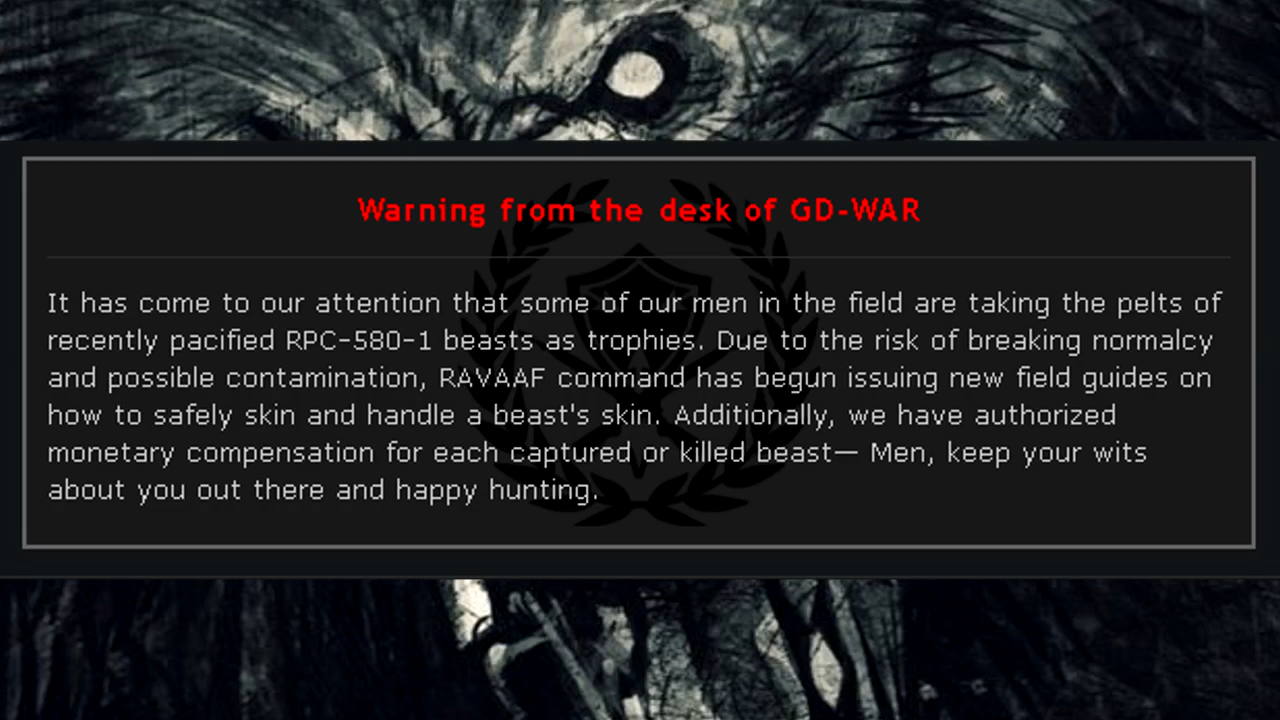 Warning from the desk of GD-WAR
It has come to our attention that some of our men in the field are taking the pelts of
recently pacified RPC-580-1 beasts as trophies. Due to the risk of breaking normalcy
and possible contamination, RAVAAF command has begun issuing new field guides on
how to safely skin and handle a beast's skin. Additionally, we have authorized
monetary compensation for each captured or killed beast— Men, keep your wits
about you out there and happy hunting.